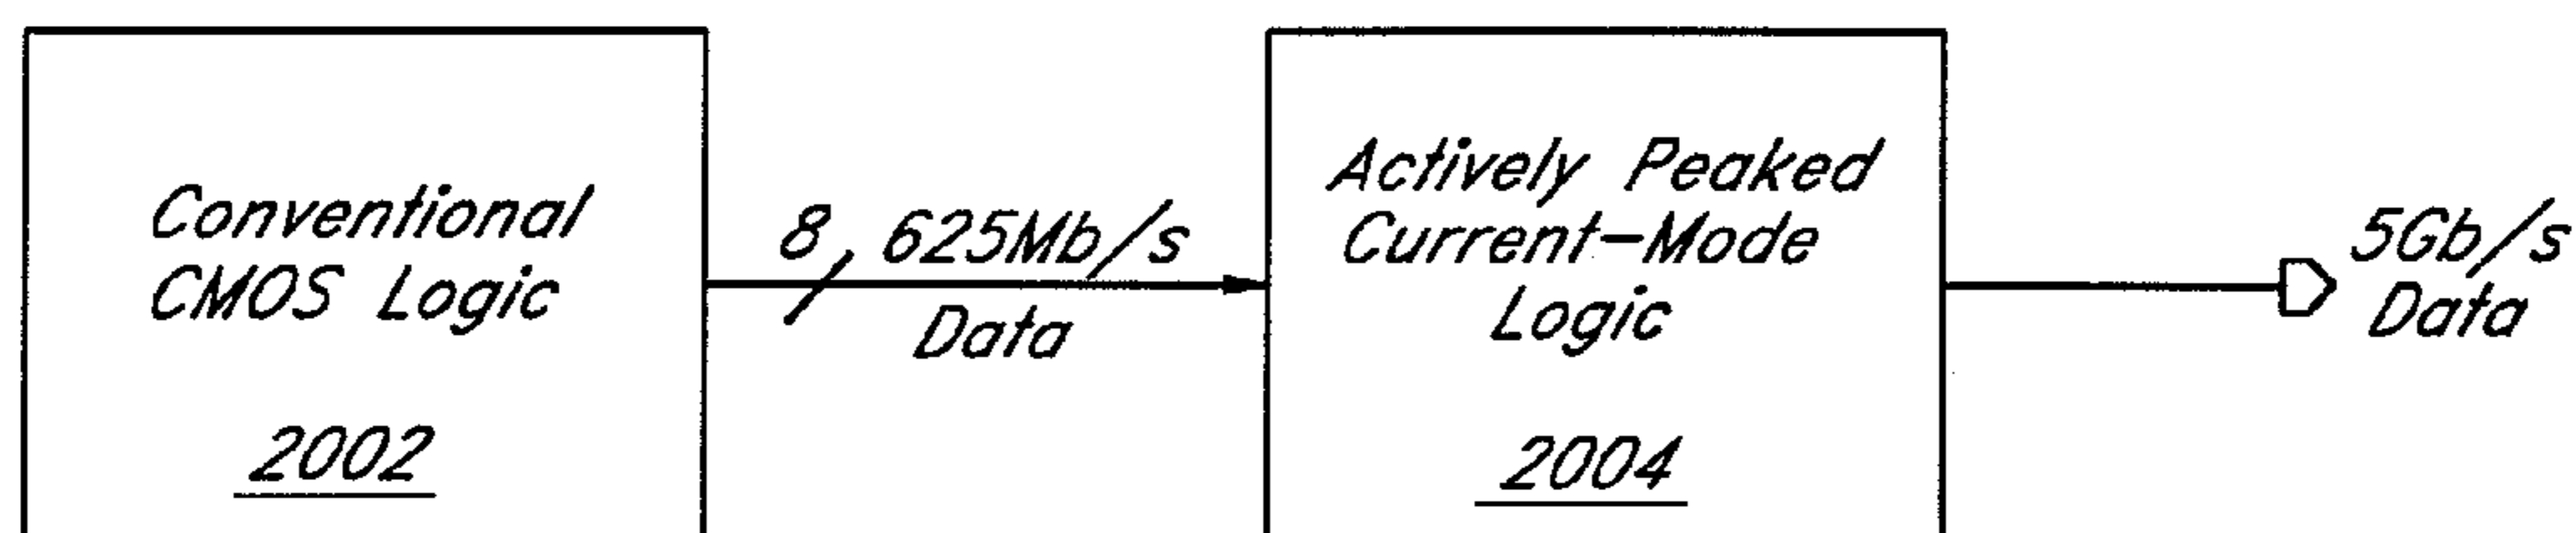 Conventional
CMOS Logic
2002
8, 625Mb/s
Data
Actively Peaked
Current-Mode
Logic
2004
5Gb/s
Data